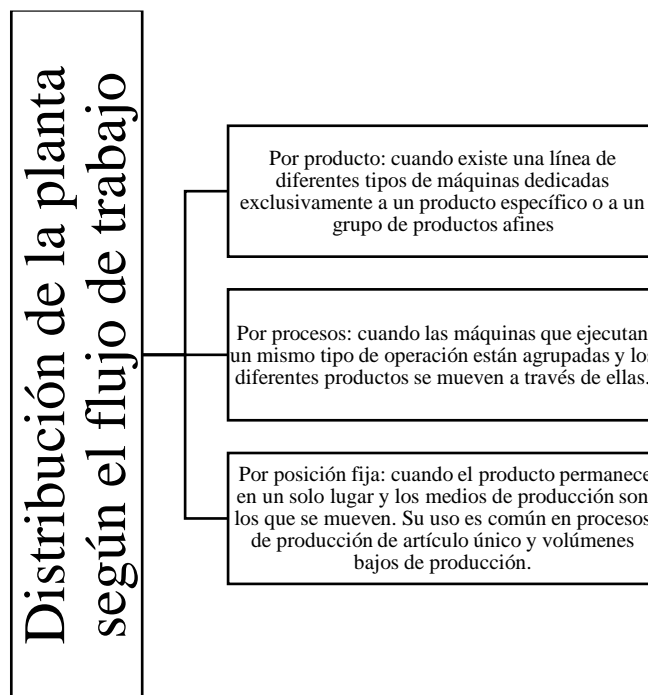 Distribución de la planta
según el flujo de trabajo
Por producto: cuando existe una línea de
diferentes tipos de máquinas dedicadas
exclusivamente a un producto específico o a un
grupo de productos afines
Por procesos: cuando las máquinas que ejecutan
un mismo tipo de operación están agrupadas y los
diferentes productos se mueven a través de ellas.
Por posición fija: cuando el producto permanece
en un solo lugar y los medios de producción son
los que se mueven. Su uso es común en procesos
de producción de artículo único y volúmenes
bajos de producción.